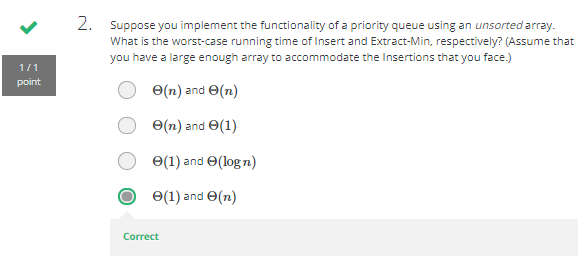 2. Suppose you implement the functionality of a priority queue using an unsorted array.
What is the worst-case running time of Insert and Extract-Min, respectively? (Assume that
you have a large enough array to accommodate the Insertions that you face.)
1 / 1
point
Θ(n) and Θ(n)
Θ(n) and Θ(1)
Θ(1) and Θ(log n)
Θ(1) and Θ(n)
Correct